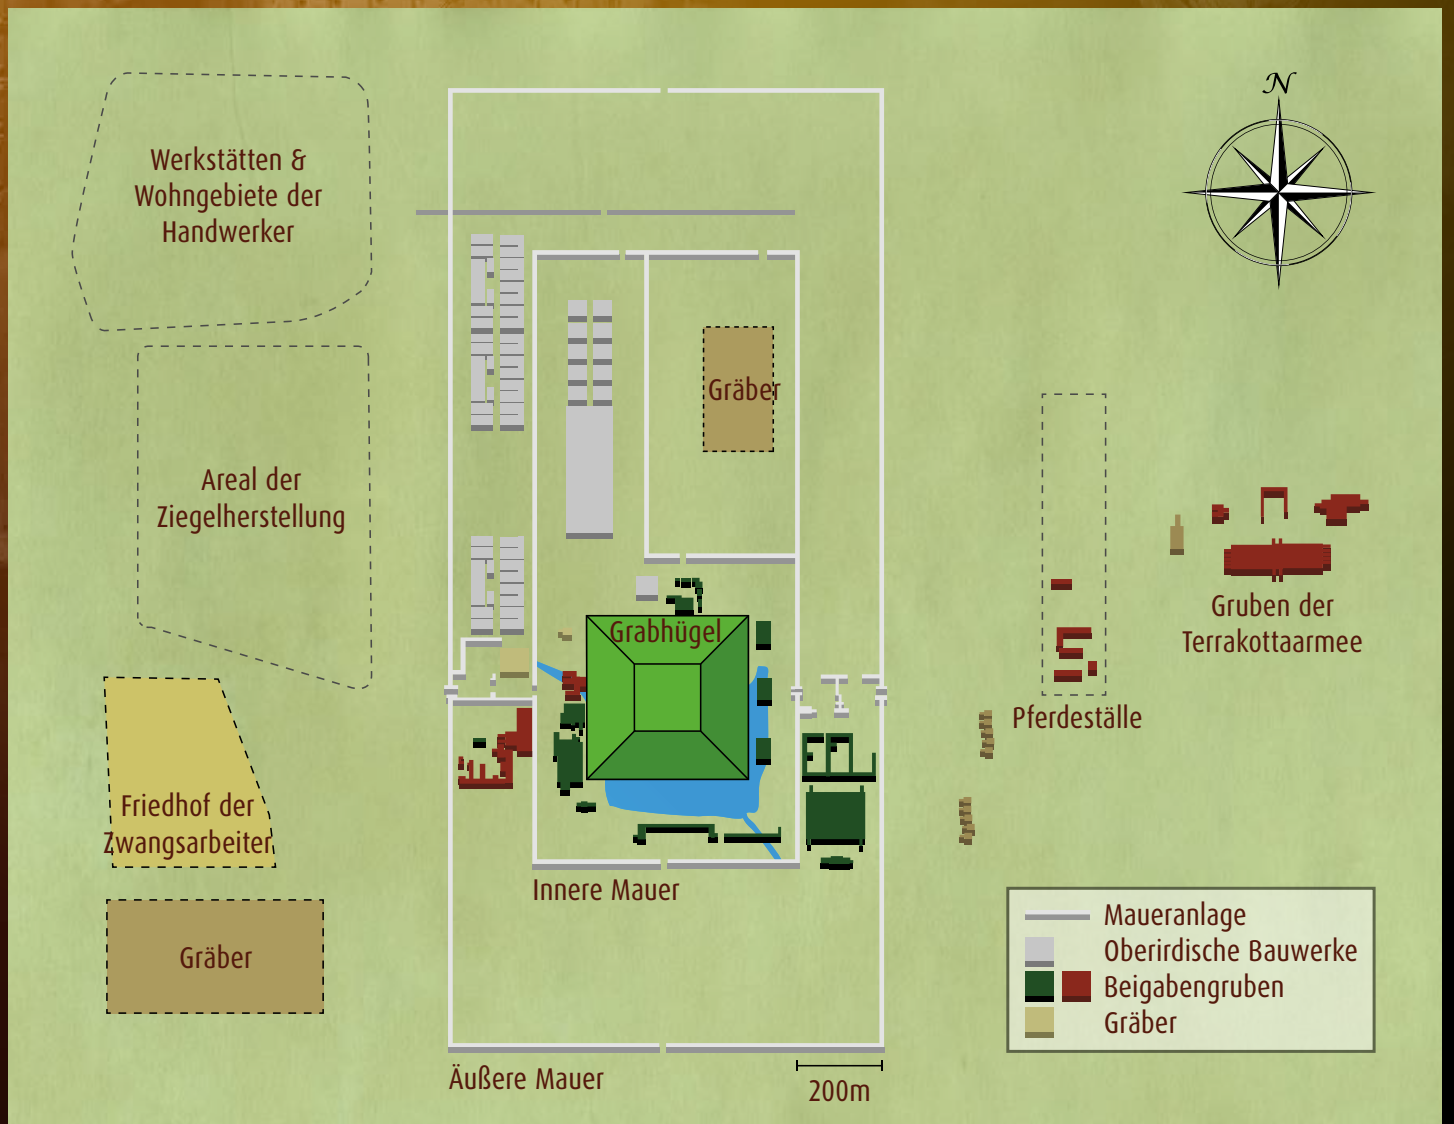 N
Werkstätten &
Wohngebiete der
Handwerker
Gräber
Areal der
Ziegelherstellung
Gruben der
Terrakottaarmee
Grabhügel
Pferdeställe
Friedhof der
Zwangsarbeiter
Innere Mauer
Gräber
Maueranlage
Oberirdische Bauwerke
Beigabengruben
Gräber
Äußere Mauer
200m